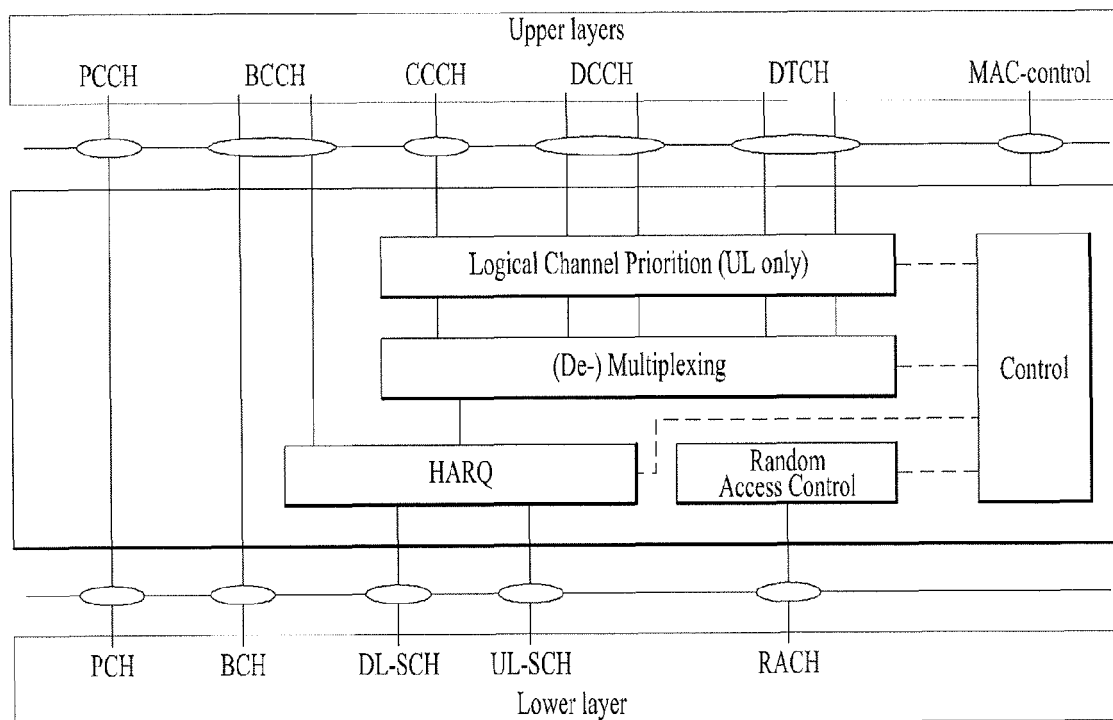 Upper layers
PCCH BCCH CCCH DCCH DTCH MAC-control
Logical Channel Priorition (UL only)
(De-) Multiplexing
Control
HARQ
Random
Access Control
PCH BCH DL-SCH UL-SCH RACH
Lower layer